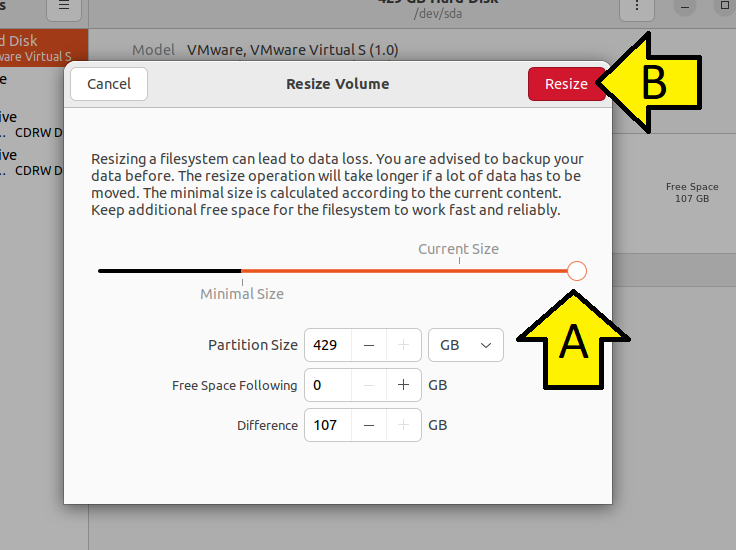 429 GB Hard Disk
/dev/sda
d Disk
ware Virtual S
Model VMware, VMware Virtual S (1.0)
B
Cancel
Resize Volume
Resize
ive
CDRW D
ive
CDRW D
Resizing a filesystem can lead to data loss. You are advised to backup your
data before. The resize operation will take longer if a lot of data has to be
moved. The minimal size is calculated according to the current content.
Keep additional free space for the filesystem to work fast and reliably.
Free Space
107 GB
Current Size
Minimal Size
A
Partition Size 429 − + GB
Free Space Following 0 − + GB
Difference 107 − + GB